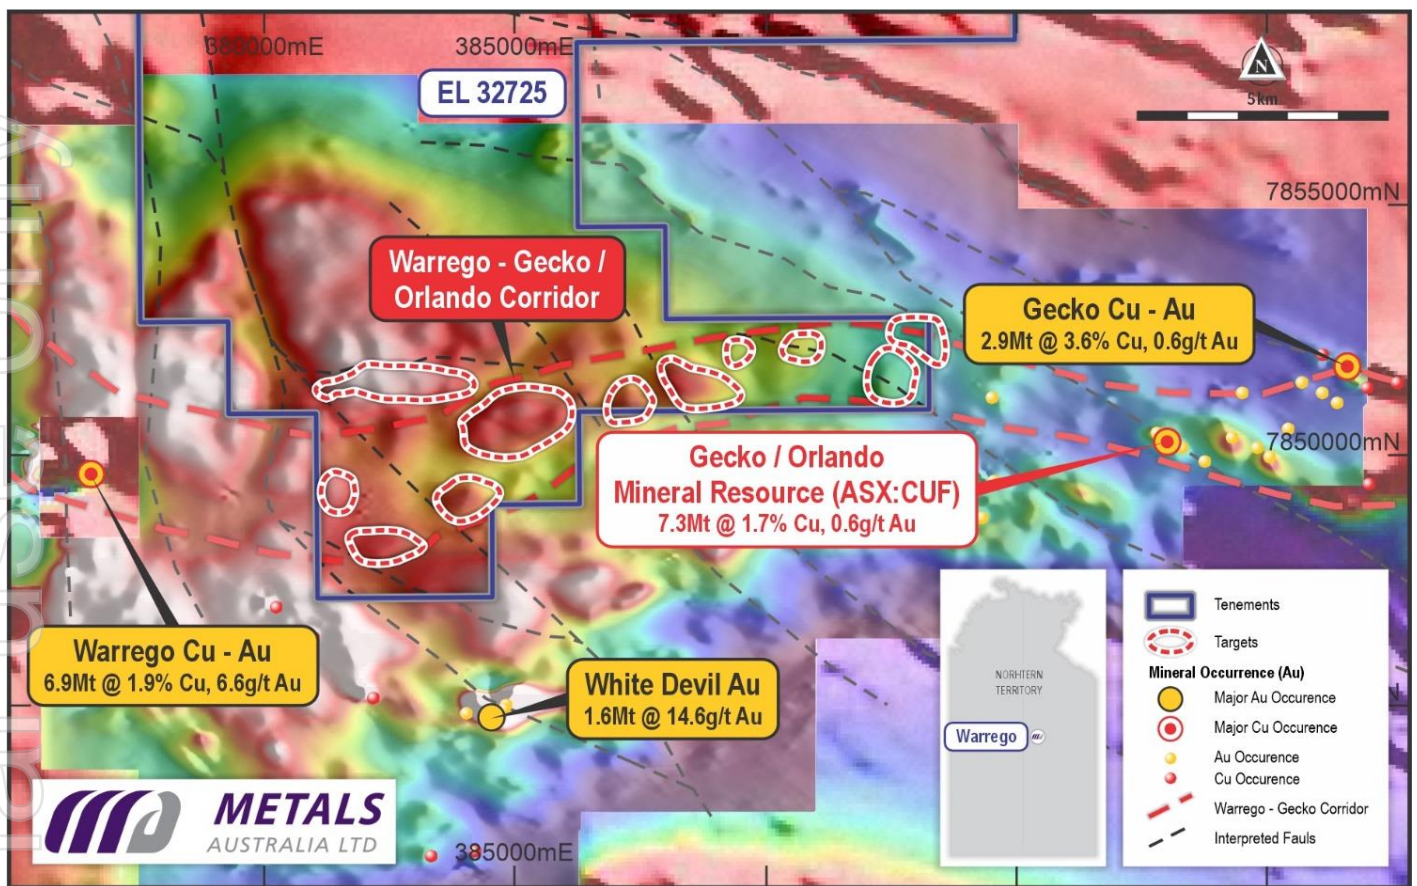 380000mE
385000mE
EL 32725
N
5km
7855000mN
Warrego - Gecko /
Orlando Corridor
Gecko Cu - Au
2.9Mt @ 3.6% Cu, 0.6g/t Au
7850000mN
Gecko / Orlando
Mineral Resource (ASX:CUF)
7.3Mt @ 1.7% Cu, 0.6g/t Au
Warrego Cu - Au
6.9Mt @ 1.9% Cu, 6.6g/t Au
White Devil Au
1.6Mt @ 14.6g/t Au
NORHTERN
TERRITORY
Warrego
Tenements
Targets
Mineral Occurrence (Au)
Major Au Occurence
Major Cu Occurence
Au Occurence
Cu Occurence
Warrego - Gecko Corridor
Interpreted Fauls
METALS
AUSTRALIA LTD
385000mE